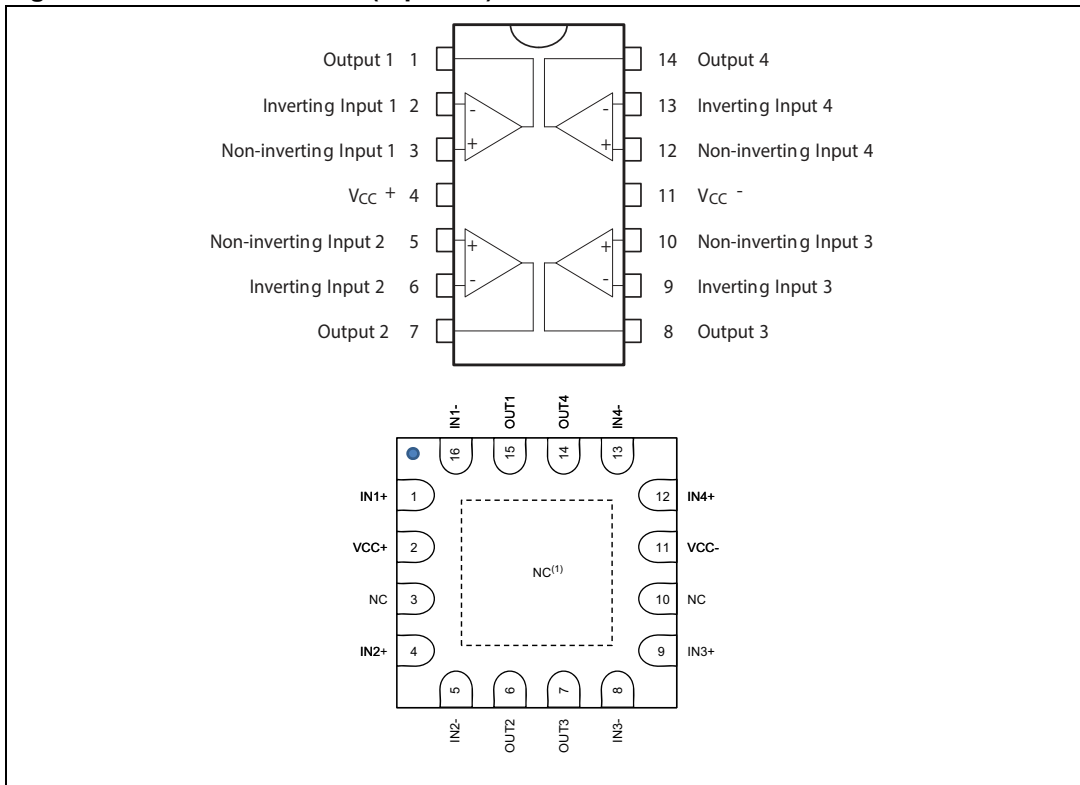 Output 1 1 14 Output 4
Inverting Input 1 2 - - 13 Inverting Input 4
Non-inverting Input 1 3 + + 12 Non-inverting Input 4
VCC + 4 11 VCC -
Non-inverting Input 2 5 + + 10 Non-inverting Input 3
Inverting Input 2 6 - - 9 Inverting Input 3
Output 2 7 8 Output 3
IN1- OUT1 OUT4 IN4-
16 15 14 13
IN1+ 1 12 IN4+
VCC+ 2 11 VCC-
NC(1)
NC 3 10 NC
IN2+ 4 9 IN3+
5 6 7 8
IN2- OUT2 OUT3 IN3-